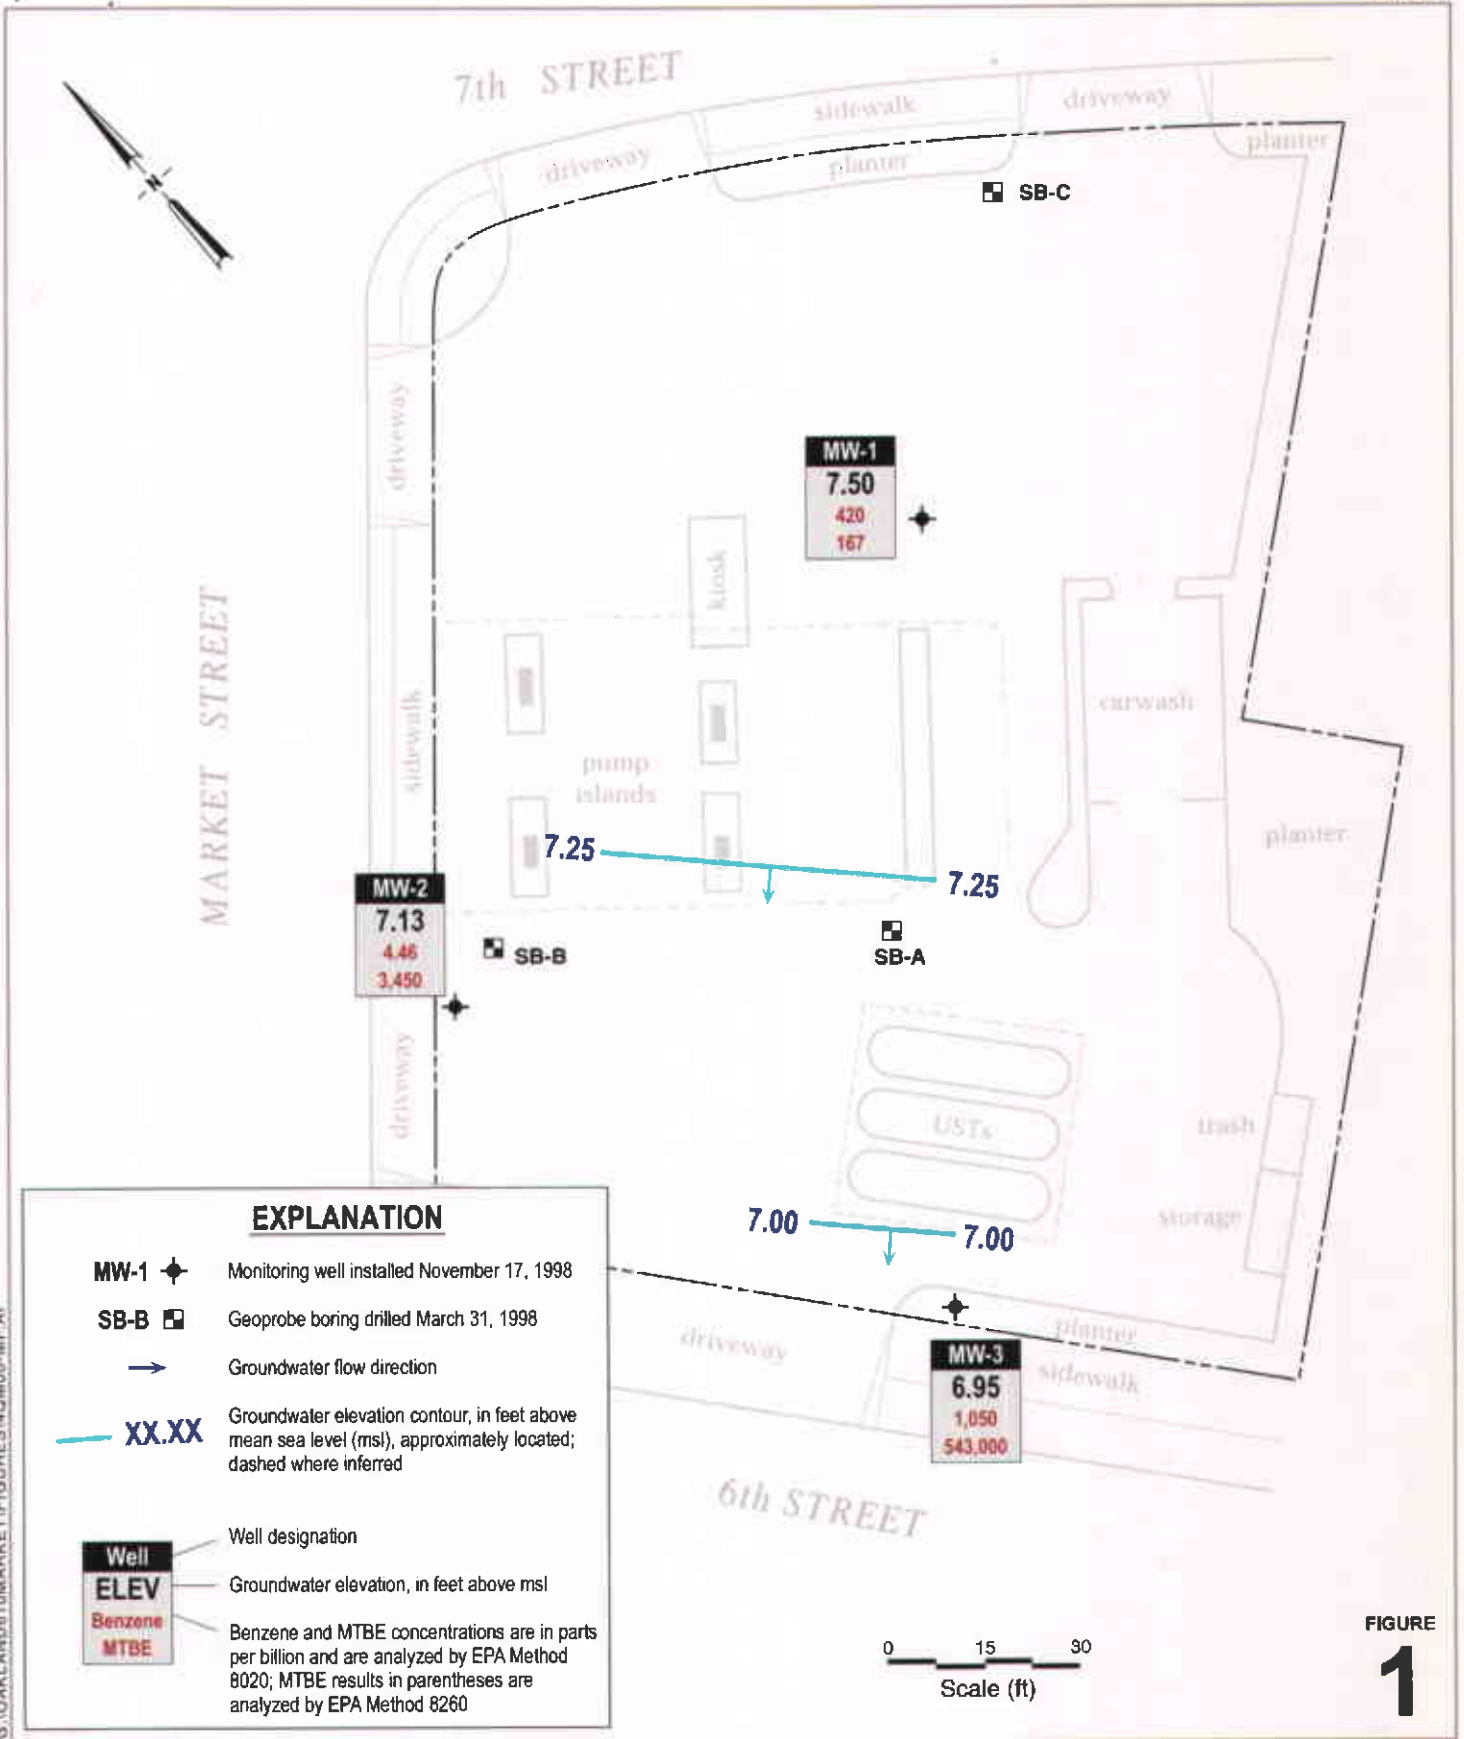 7th STREET
sidewalk
driveway
planter
driveway
planter
N
SB-C
driveway
MW-1
7.50
420
167
kiosk
MARKET STREET
sidewalk
carwash
pump
islands
planter
7.25
7.25
MW-2
7.13
4.46
3,450
SB-B
SB-A
driveway
USTs
trash
storage
7.00
7.00
EXPLANATION
MW-1 Monitoring well installed November 17, 1998
SB-B Geoprobe boring drilled March 31, 1998
Groundwater flow direction
XX.XX Groundwater elevation contour, in feet above
mean sea level (msl), approximately located;
dashed where inferred
Well
ELEV
Benzene
MTBE
Well designation
Groundwater elevation, in feet above msl
Benzene and MTBE concentrations are in parts
per billion and are analyzed by EPA Method
8020; MTBE results in parentheses are
analyzed by EPA Method 8260
driveway
planter
sidewalk
MW-3
6.95
1,050
543,000
6th STREET
0 15 30
Scale (ft)
FIGURE
1